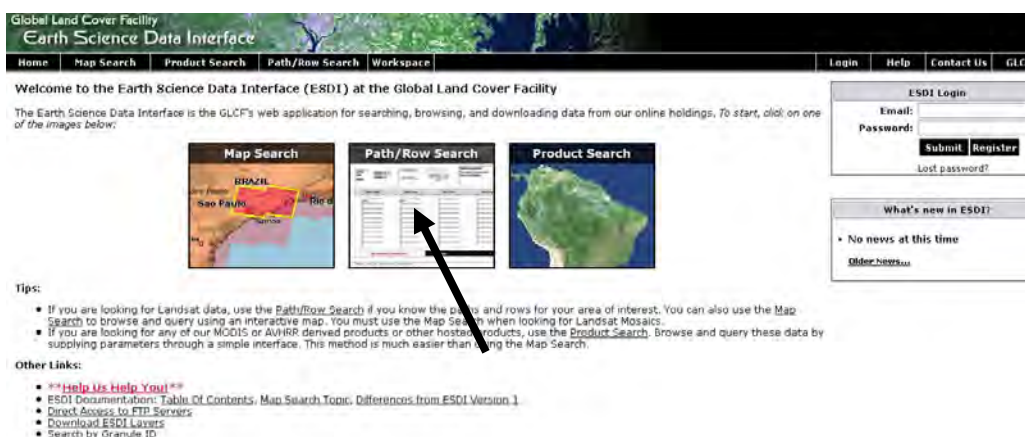 Global Land Cover Facility
Earth Science Data Interface
Home Map Search Product Search Path/Row Search Workspace Login Help Contact Us GLC
Welcome to the Earth Science Data Interface (ESDI) at the Global Land Cover Facility
The Earth Science Data Interface is the GLCF's web application for searching, browsing, and downloading data from our online holdings. To start, click on one
of the images below:
Map Search Path/Row Search Product Search
BRAZIL
Sao Paulo Rio d
ESDI Login
Email:
Password:
Submit Register
Lost password?
What's new in ESDI?
• No news at this time
Older News...
Tips:
• If you are looking for Landsat data, use the Path/Row Search if you know the paths and rows for your area of interest. You can also use the Map
Search to browse and query using an interactive map. You must use the Map Search when looking for Landsat Mosaics.
• If you are looking for any of our MODIS or AVHRR derived products or other hosted products, use the Product Search. Browse and query these data by
supplying parameters through a simple interface. This method is much easier than using the Map Search.
Other Links:
• **Help Us Help You!**
• ESDI Documentation: Table Of Contents, Map Search Topic, Differences from ESDI Version 1
• Direct Access to FTP Servers
• Download ESDI Layers
• Search by Granule ID